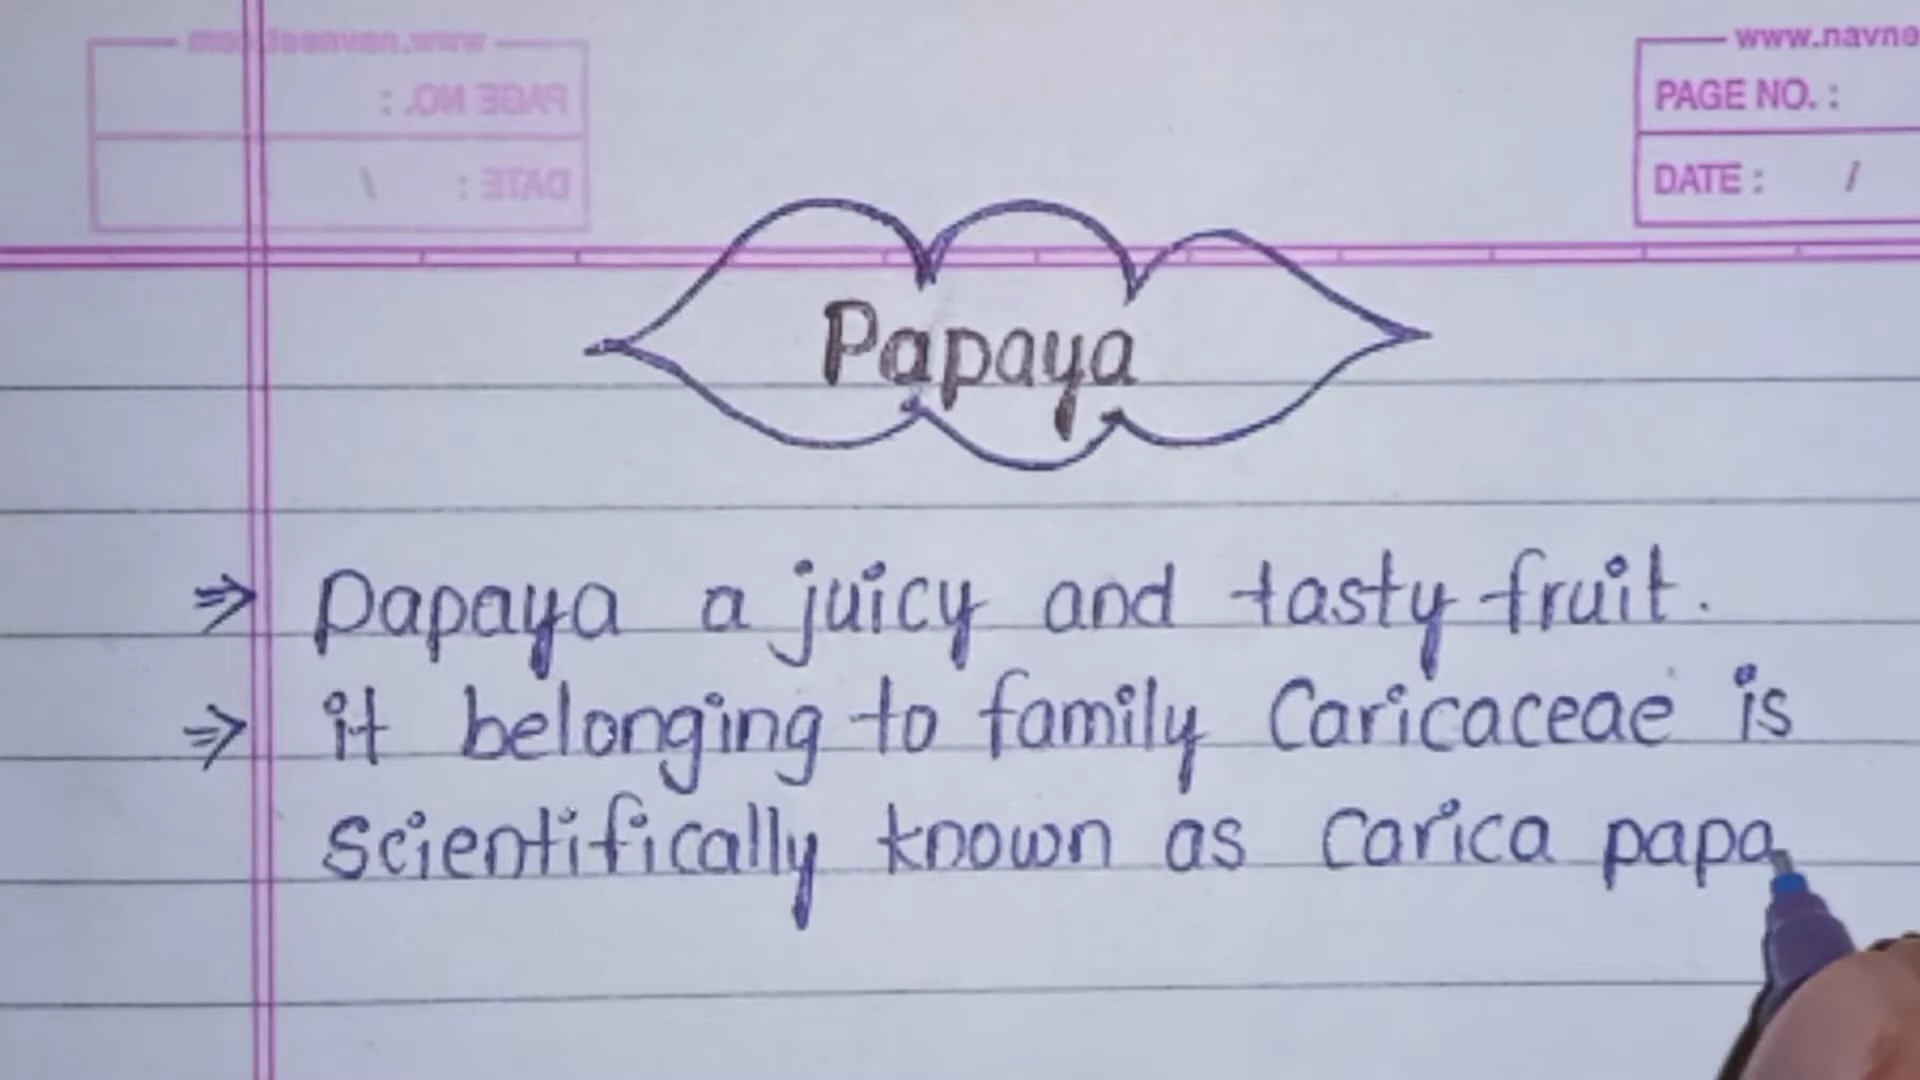 www.navne
PAGE NO. :
DATE : /
Papaya
⇒ Papaya a juicy and tasty fruit.
⇒ it belonging to family Caricaceae is
scientifically known as carica papa